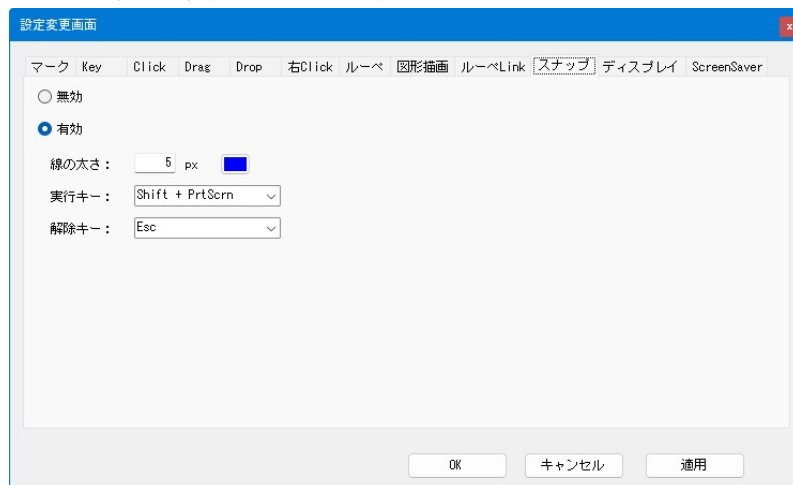 設定変更画面
x
マーク Key Click Drag Drop 右Click ルーペ 図形描画 ルーペLink スナップ ディスプレイ ScreenSaver
無効
有効
線の太さ： 5 px
実行キー： Shift + PrtScrn
解除キー： Esc
OK キャンセル 適用